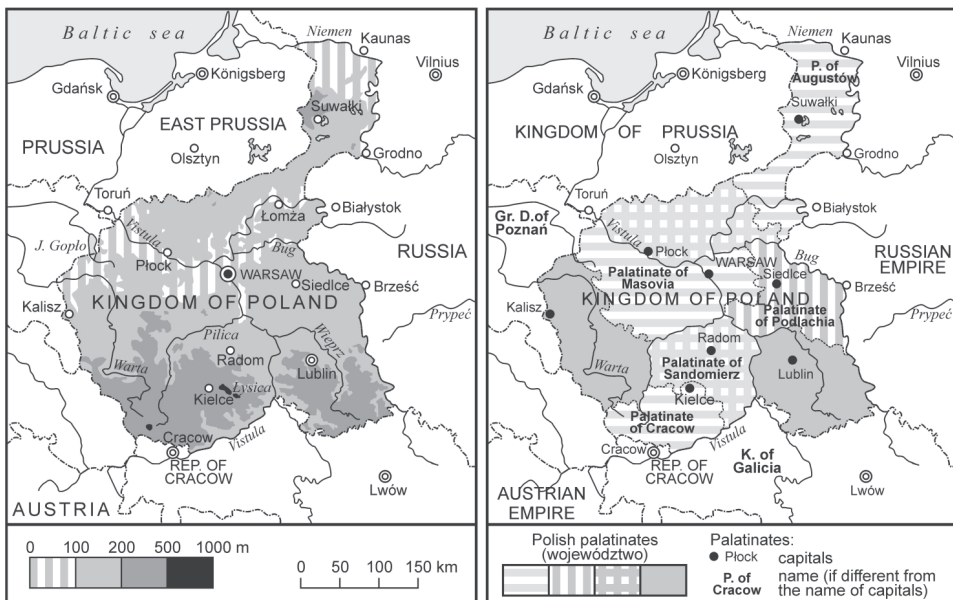 Baltic sea
Niemen
Kaunas
Vilnius
Königsberg
Gdańsk
Suwałki
EAST PRUSSIA
PRUSSIA
Olsztyn
Grodno
Toruń
Łomża
Białystok
Vistula
J. Gopło
Bug
RUSSIA
Płock
WARSAW
Siedlce
Brześć
KINGDOM OF POLAND
Kalisz
Prypeć
Pilica
Wieprz
Radom
Warta
Lublin
Łysica
Kielce
Cracow
Vistula
REP. OF
CRACOW
Lwów
AUSTRIA
0 100 200 500 1000 m
0 50 100 150 km
Baltic sea
Niemen
Kaunas
P. of
Augustów
Vilnius
Königsberg
Gdańsk
Suwałki
KINGDOM OF PRUSSIA
Olsztyn
Grodno
Toruń
Białystok
Gr. D.of
Poznań
Vistula
Bug
RUSSIAN
EMPIRE
Płock
WARSAW
Siedlce
Palatinate of
Masovia
Brześć
KINGDOM OF POLAND
Kalisz
Palatinate
of Podlachia
Prypeć
Radom
Warta
Palatinate of
Sandomierz
Lublin
Kielce
Palatinate
of Cracow
Vistula
Cracow
REP. OF
CRACOW
K. of
Galicia
Lwów
AUSTRIAN
EMPIRE
Polish palatinates
(województwo)
Palatinates:
Płock capitals
P. of
Cracow
name (if different from
the name of capitals)